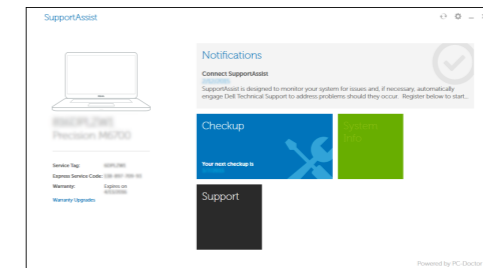 SupportAssist
Notifications
Connect SupportAssist
SupportAssist is designed to monitor your system for issues and, if necessary, automatically
engage Dell Technical Support to address problems should they occur. Register below to start...
Precision M6700
Checkup
System
Info
Your next checkup is
Service Tag:
Express Service Code:
Warranty:
Expires on
Warranty Upgrades
Support
Powered by PC-Doctor